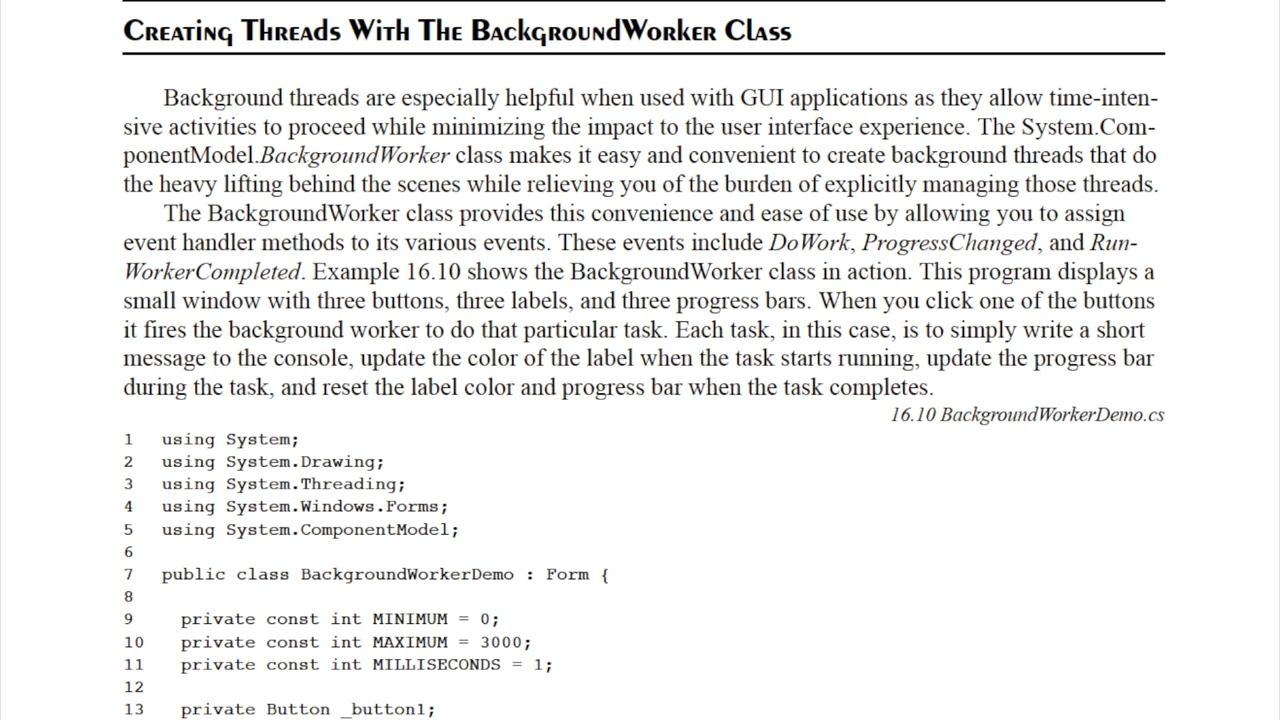 Creating Threads With The BackgroundWorker Class
Background threads are especially helpful when used with GUI applications as they allow time-inten-
sive activities to proceed while minimizing the impact to the user interface experience. The System.Com-
ponentModel.BackgroundWorker class makes it easy and convenient to create background threads that do
the heavy lifting behind the scenes while relieving you of the burden of explicitly managing those threads.
The BackgroundWorker class provides this convenience and ease of use by allowing you to assign
event handler methods to its various events. These events include DoWork, ProgressChanged, and Run-
WorkerCompleted. Example 16.10 shows the BackgroundWorker class in action. This program displays a
small window with three buttons, three labels, and three progress bars. When you click one of the buttons
it fires the background worker to do that particular task. Each task, in this case, is to simply write a short
message to the console, update the color of the label when the task starts running, update the progress bar
during the task, and reset the label color and progress bar when the task completes.
16.10 BackgroundWorkerDemo.cs
1 using System;
2 using System.Drawing;
3 using System.Threading;
4 using System.Windows.Forms;
5 using System.ComponentModel;
6
7 public class BackgroundWorkerDemo : Form {
8
9 private const int MINIMUM = 0;
10 private const int MAXIMUM = 3000;
11 private const int MILLISECONDS = 1;
12
13 private Button _button1;